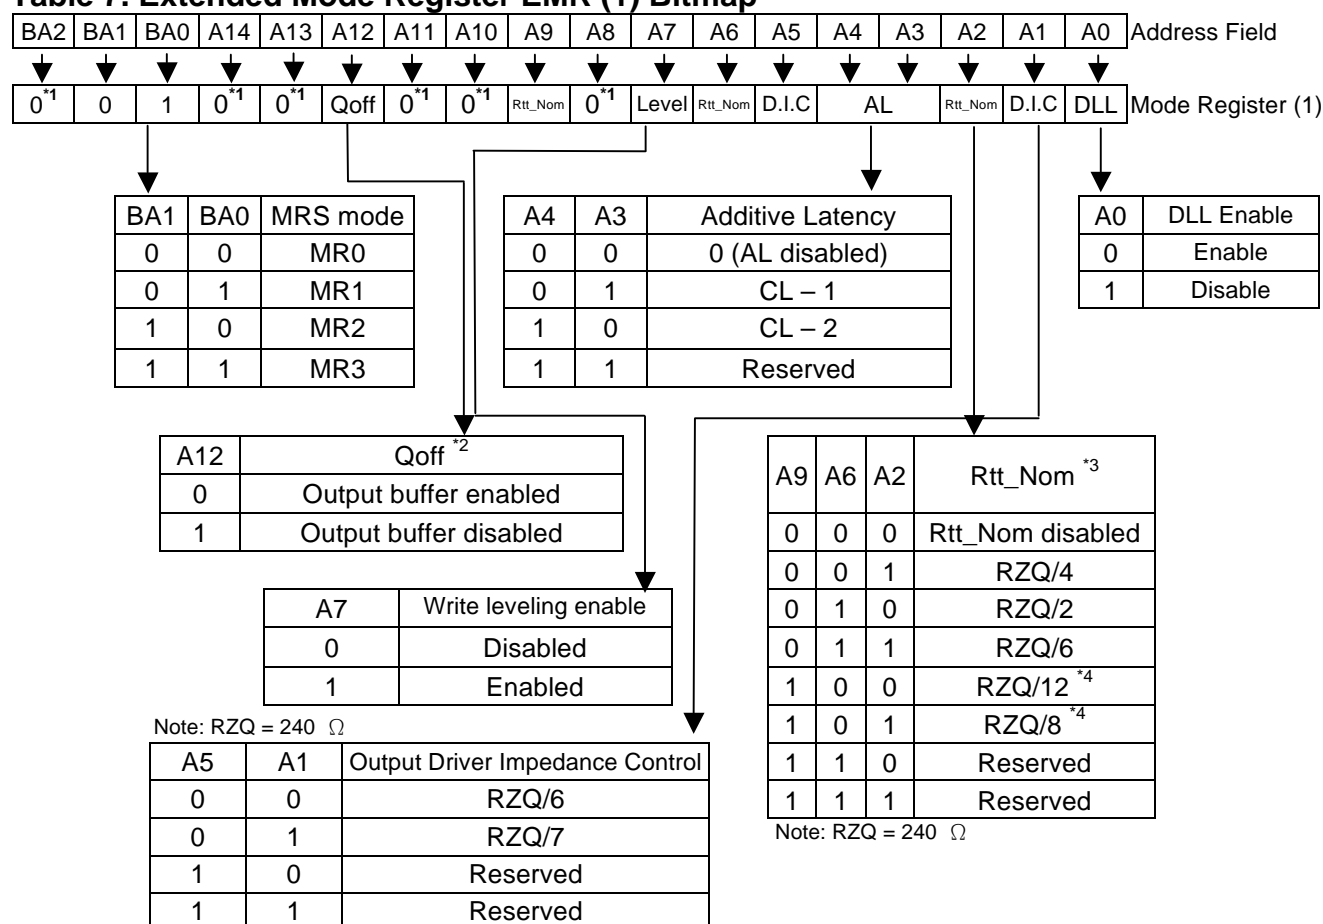 Table 7. Extended Mode Register EMR (1) Bitmap
BA2 BA1 BA0 A14 A13 A12 A11 A10 A9 A8 A7 A6 A5 A4 A3 A2 A1 A0 Address Field
0*1 0 1 0*1 0*1 Qoff 0*1 0*1 Rtt_Nom 0*1 Level Rtt_Nom D.I.C AL Rtt_Nom D.I.C DLL Mode Register (1)
BA1 BA0 MRS mode
0 0 MR0
0 1 MR1
1 0 MR2
1 1 MR3
A4 A3 Additive Latency
0 0 0 (AL disabled)
0 1 CL – 1
1 0 CL – 2
1 1 Reserved
A0 DLL Enable
0 Enable
1 Disable
A12 Qoff *2
0 Output buffer enabled
1 Output buffer disabled
A9 A6 A2 Rtt_Nom *3
0 0 0 Rtt_Nom disabled
0 0 1 RZQ/4
0 1 0 RZQ/2
0 1 1 RZQ/6
1 0 0 RZQ/12 *4
1 0 1 RZQ/8 *4
1 1 0 Reserved
1 1 1 Reserved
Note: RZQ = 240 Ω
A7 Write leveling enable
0 Disabled
1 Enabled
Note: RZQ = 240 Ω
A5 A1 Output Driver Impedance Control
0 0 RZQ/6
0 1 RZQ/7
1 0 Reserved
1 1 Reserved